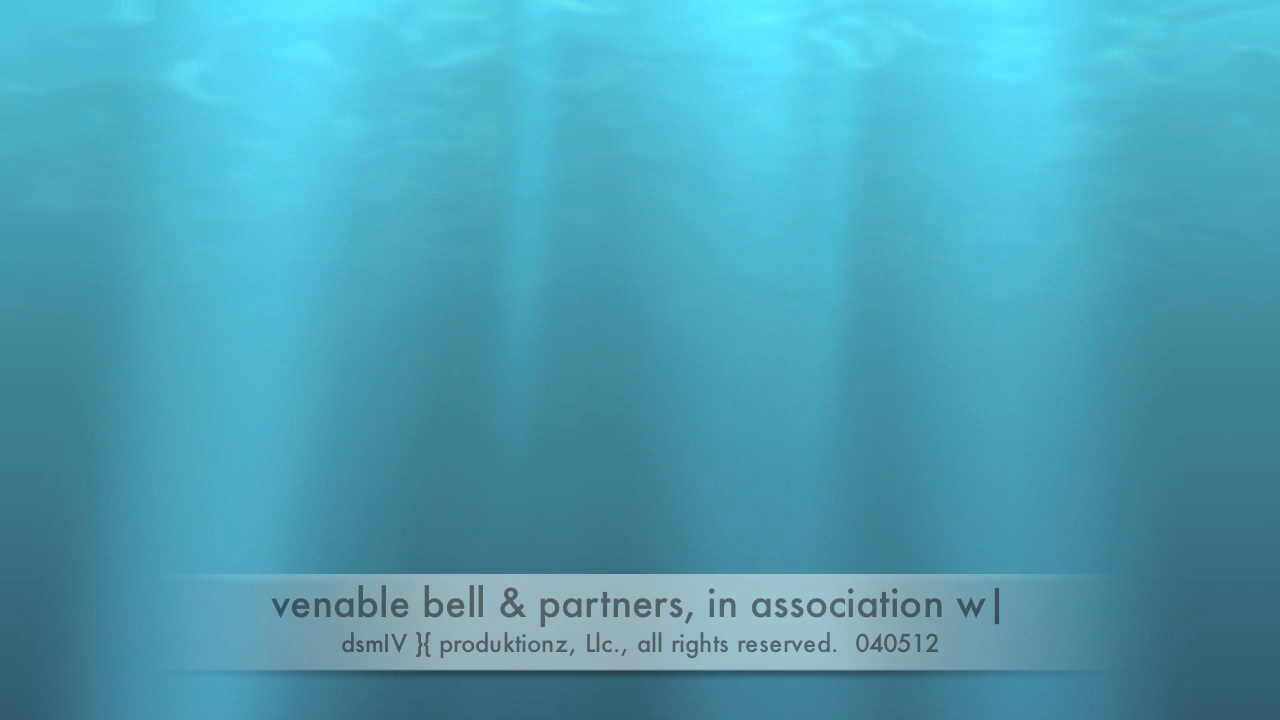 venable bell & partners, in association w|
dsmIV }{ produktionz, Llc., all rights reserved. 040512